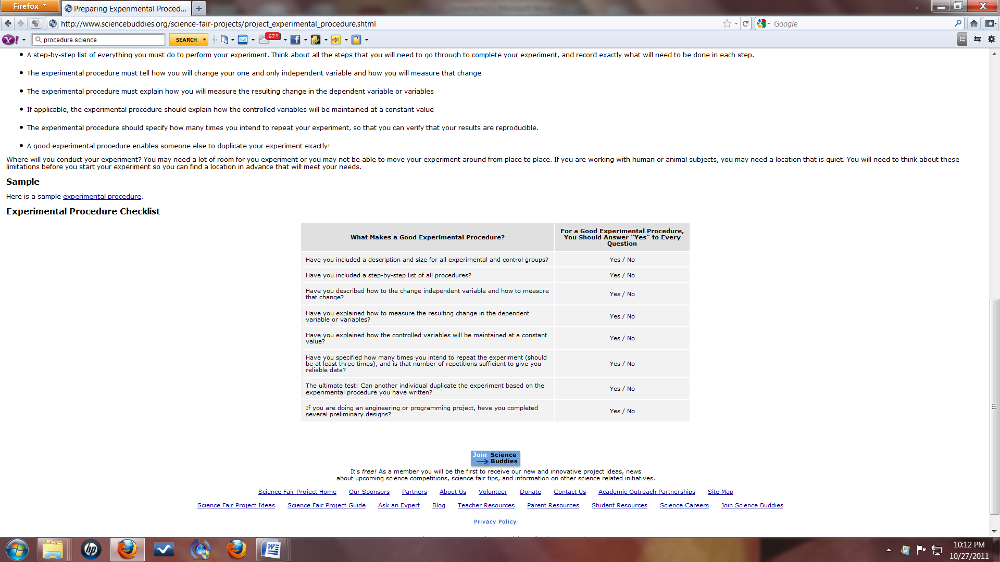 Firefox
Preparing Experimental Proced...
Document2 - Microsoft Word
http://www.sciencebuddies.org/science-fair-projects/project_experimental_procedure.shtml
Google
procedure science
SEARCH
67°
A step-by-step list of everything you must do to perform your experiment. Think about all the steps that you will need to go through to complete your experiment, and record exactly what will need to be done in each step.
The experimental procedure must tell how you will change your one and only independent variable and how you will measure that change
The experimental procedure must explain how you will measure the resulting change in the dependent variable or variables
If applicable, the experimental procedure should explain how the controlled variables will be maintained at a constant value
The experimental procedure should specify how many times you intend to repeat your experiment, so that you can verify that your results are reproducible.
A good experimental procedure enables someone else to duplicate your experiment exactly!
Where will you conduct your experiment? You may need a lot of room for you experiment or you may not be able to move your experiment around from place to place. If you are working with human or animal subjects, you may need a location that is quiet. You will need to think about these
limitations before you start your experiment so you can find a location in advance that will meet your needs.
Sample
Here is a sample experimental procedure.
Experimental Procedure Checklist
What Makes a Good Experimental Procedure?
For a Good Experimental Procedure,
You Should Answer "Yes" to Every
Question
Have you included a description and size for all experimental and control groups?
Yes / No
Have you included a step-by-step list of all procedures?
Yes / No
Have you described how to the change independent variable and how to measure
that change?
Yes / No
Have you explained how to measure the resulting change in the dependent
variable or variables?
Yes / No
Have you explained how the controlled variables will be maintained at a constant
value?
Yes / No
Have you specified how many times you intend to repeat the experiment (should
be at least three times), and is that number of repetitions sufficient to give you
reliable data?
Yes / No
The ultimate test: Can another individual duplicate the experiment based on the
experimental procedure you have written?
Yes / No
If you are doing an engineering or programming project, have you completed
several preliminary designs?
Yes / No
Join Science
Buddies
It's free! As a member you will be the first to receive our new and innovative project ideas, news
about upcoming science competitions, science fair tips, and information on other science related initiatives.
Science Fair Project Home Our Sponsors Partners About Us Volunteer Donate Contact Us Academic Outreach Partnerships Site Map
Science Fair Project Ideas Science Fair Project Guide Ask an Expert Blog Teacher Resources Parent Resources Student Resources Science Careers Join Science Buddies
Privacy Policy
10:12 PM
10/27/2011